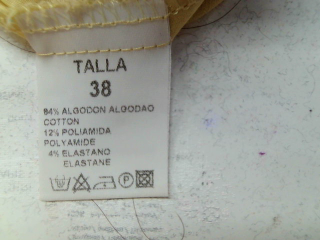 TALLA
38
84% ALGODON ALGODAO
COTTON
12% POLIAMIDA
POLYAMIDE
4% ELASTANO
ELASTANE
P